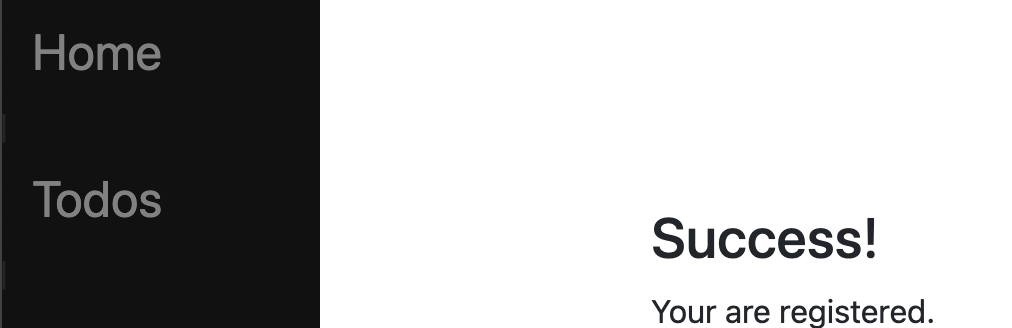 Home
Todos
Success!
Your are registered.